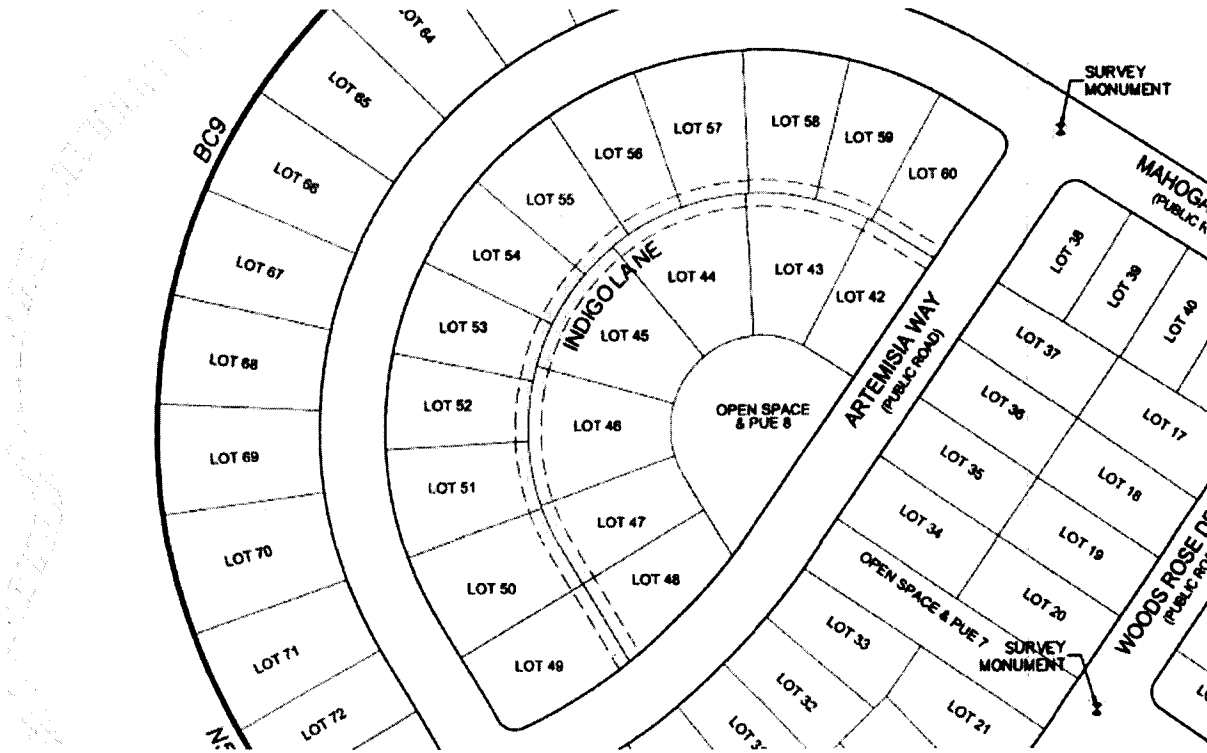 LOT 64
LOT 65
BC9
LOT 66
LOT 67
LOT 68
LOT 69
LOT 70
LOT 71
LOT 72
LOT 57
LOT 58
LOT 59
LOT 56
LOT 60
LOT 55
LOT 54
LOT 53
LOT 52
LOT 51
LOT 50
LOT 49
INDIGO LANE
LOT 44
LOT 43
LOT 42
LOT 45
LOT 46
LOT 47
LOT 48
OPEN SPACE
& PUE 8
ARTEMISIA WAY
(PUBLIC ROAD)
SURVEY
MONUMENT
LOT 38
LOT 39
LOT 40
LOT 37
LOT 36
LOT 35
LOT 34
LOT 17
LOT 18
LOT 19
LOT 20
OPEN SPACE & PUE 7
WOODS ROSE
SURVEY
MONUMENT
LOT 33
LOT 32
LOT 21